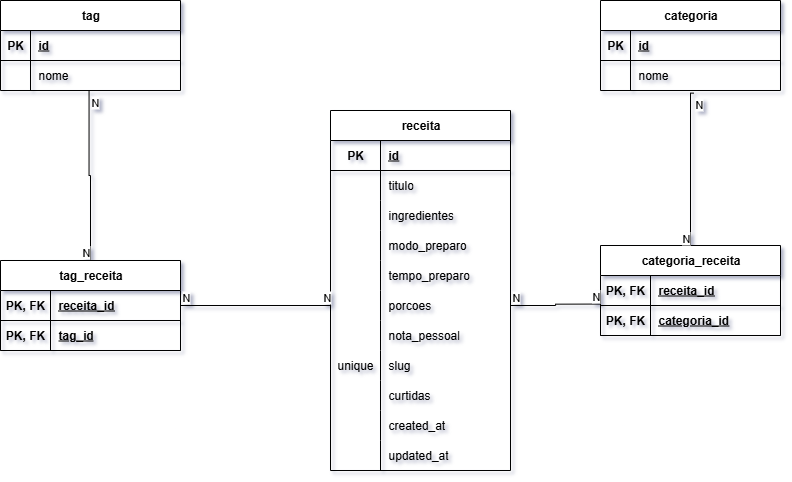 tag
PK id
nome
N
N
tag_receita
PK, FK receita_id
PK, FK tag_id
N
N
receita
PK id
titulo
ingredientes
modo_preparo
tempo_preparo
porcoes
nota_pessoal
unique slug
curtidas
created_at
updated_at
N
N
categoria
PK id
nome
N
N
categoria_receita
PK, FK receita_id
PK, FK categoria_id